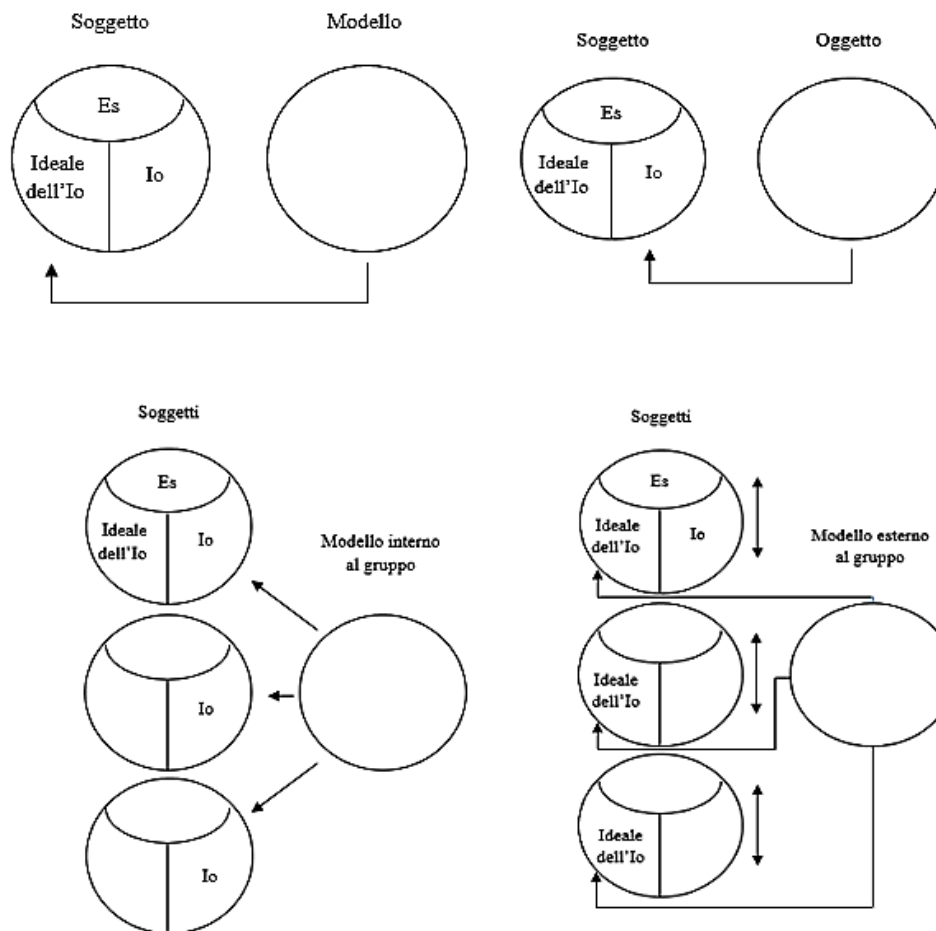 Soggetto
Modello
Es
Ideale
dell'Io
Io
Soggetto
Oggetto
Es
Ideale
dell'Io
Io
Soggetti
Es
Ideale
dell'Io
Io
Modello interno
al gruppo
Io
Io
Soggetti
Es
Ideale
dell'Io
Io
Modello esterno
al gruppo
Ideale
dell'Io
Ideale
dell'Io